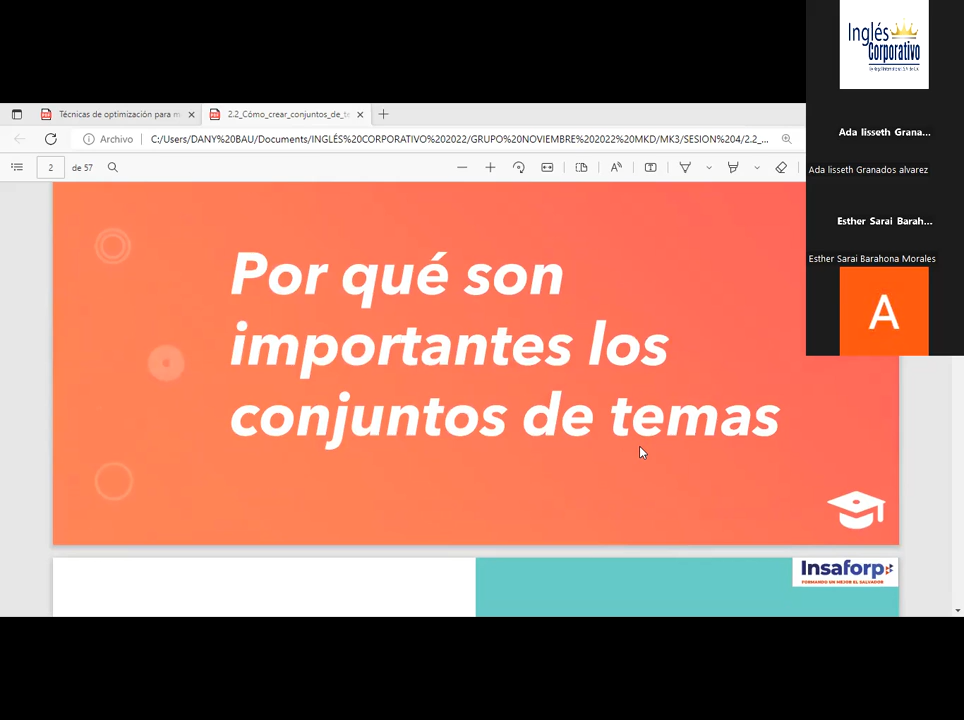 Inglés
Corporativo
Ada lisseth Grana...
Ada lisseth Granados alvarez
Esther Sarai Barah...
Esther Sarai Barahona Morales
A
Técnicas de optimización para m
2.2_Cómo_crear_conjuntos_de_te
Archivo
C:/Users/DANY%20BAU/Documents/INGLÉS%20CORPORATIVO%202022/GRUPO%20NOVIEMBRE%202022%20MKD/MK3/SESION%204/2.2_...
2
de 57
Por qué son
importantes los
conjuntos de temas
Insaforp
FORMANDO UN MEJOR EL SALVADOR